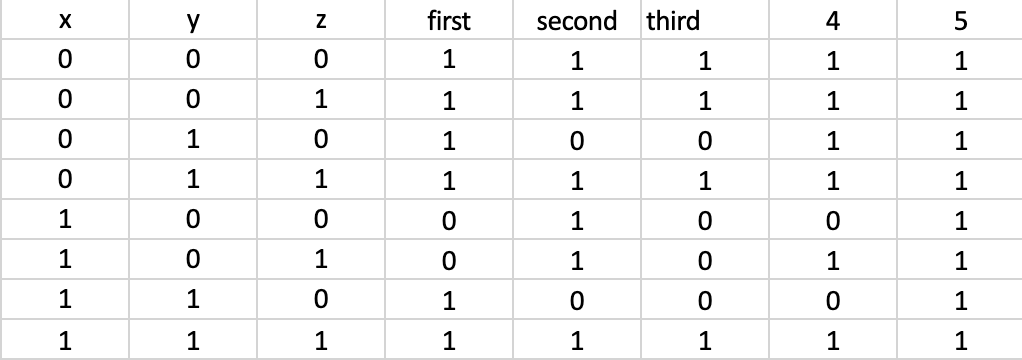 x y z first second third 4 5
0 0 0 1 1 1 1 1
0 0 1 1 1 1 1 1
0 1 0 1 0 0 1 1
0 1 1 1 1 1 1 1
1 0 0 0 1 0 0 1
1 0 1 0 1 0 1 1
1 1 0 1 0 0 0 1
1 1 1 1 1 1 1 1